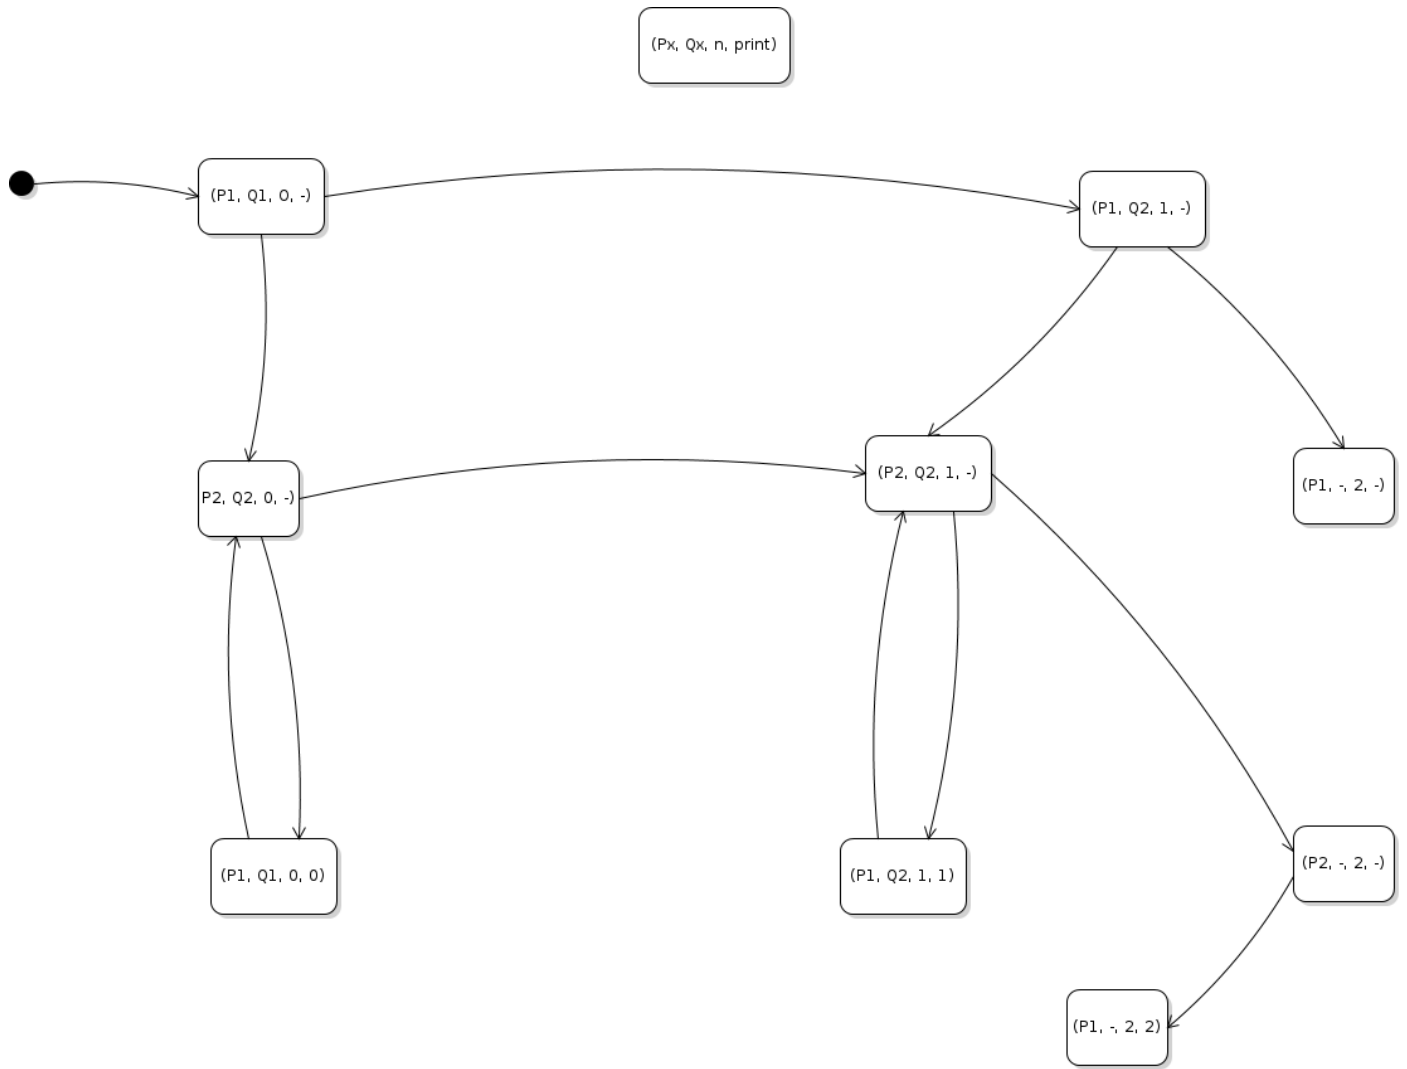 (Px, Qx, n, print)
(P1, Q1, O, -)
(P1, Q2, 1, -)
(P2, Q2, 1, -)
(P1, -, 2, -)
P2, Q2, 0, -)
(P1, Q1, 0, 0)
(P1, Q2, 1, 1)
(P2, -, 2, -)
(P1, -, 2, 2)